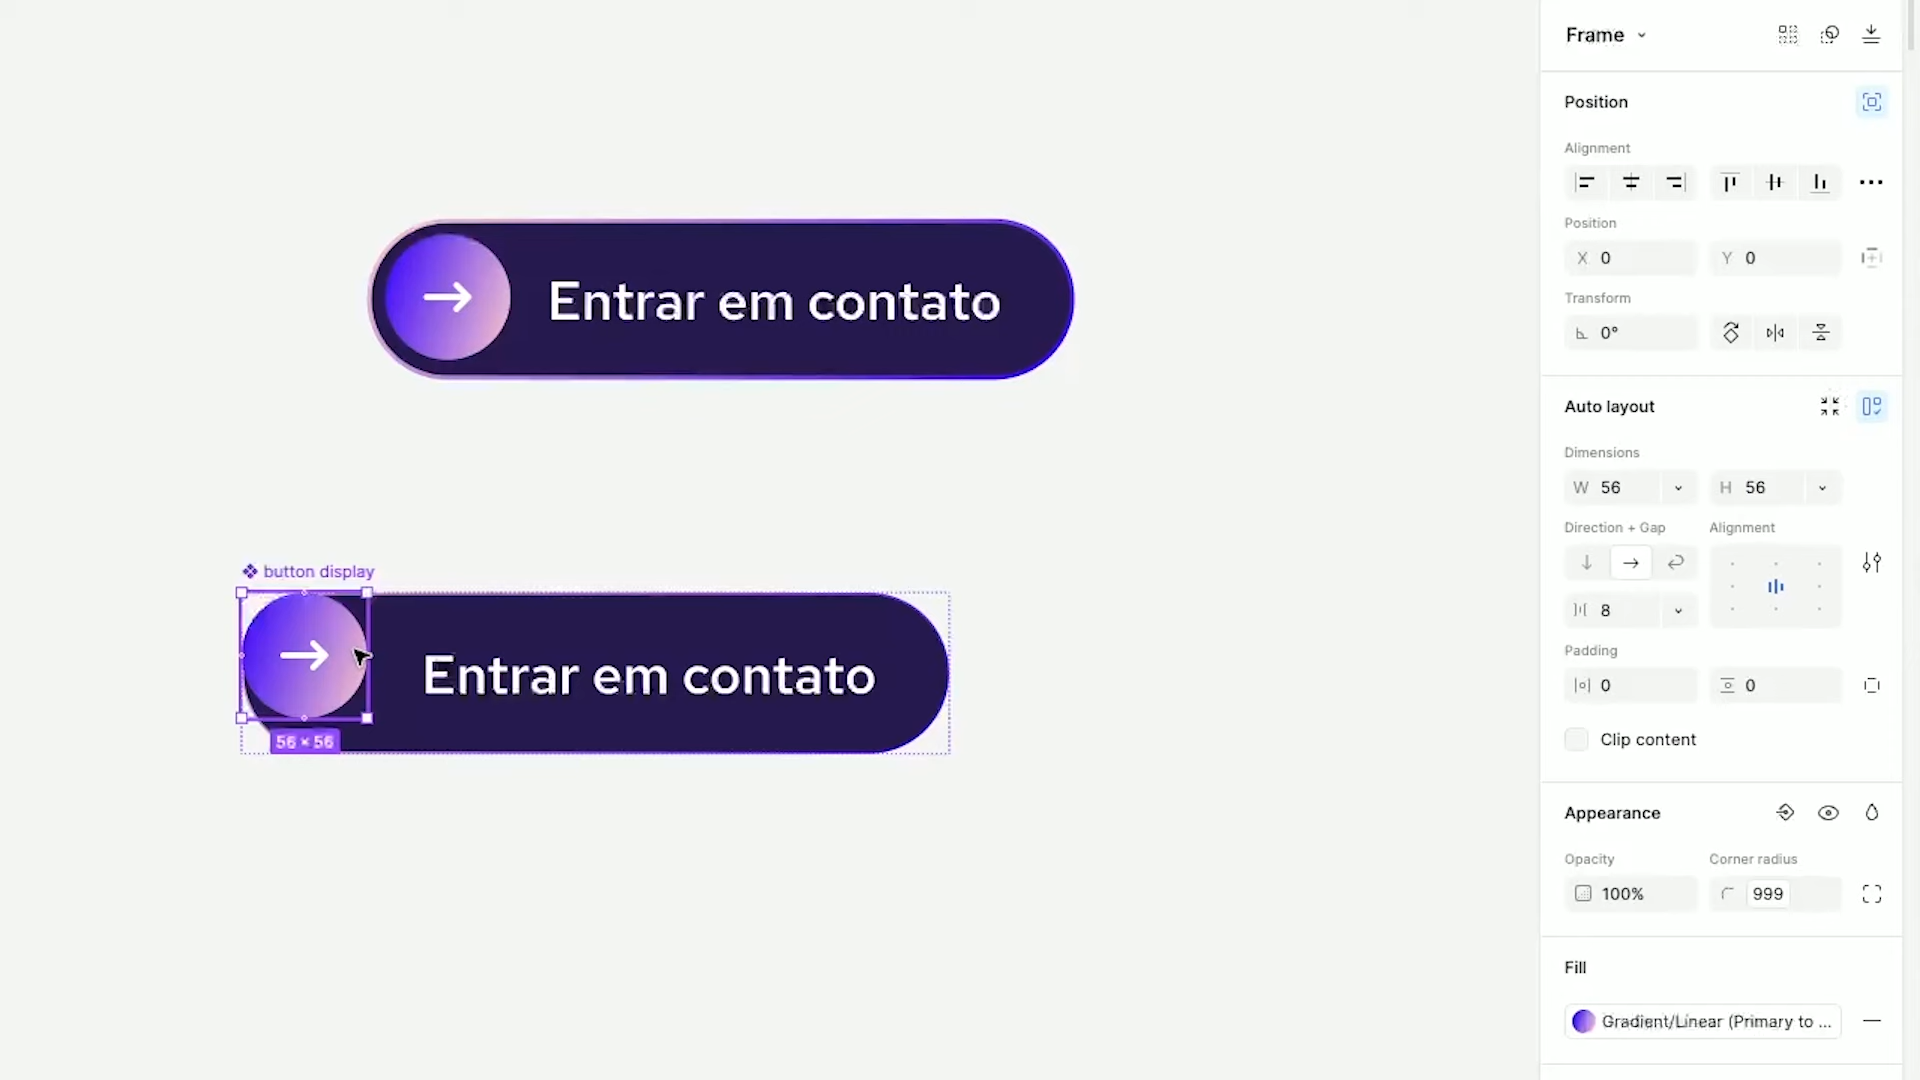 Frame
Position
Alignment
Position
X 0
Y 0
Transform
0°
Entrar em contato
Auto layout
Dimensions
W 56
H 56
Direction + Gap
Alignment
8
button display
Entrar em contato
56 × 56
Padding
0
0
Clip content
Appearance
Opacity
Corner radius
100%
999
Fill
Gradient/Linear (Primary to ...